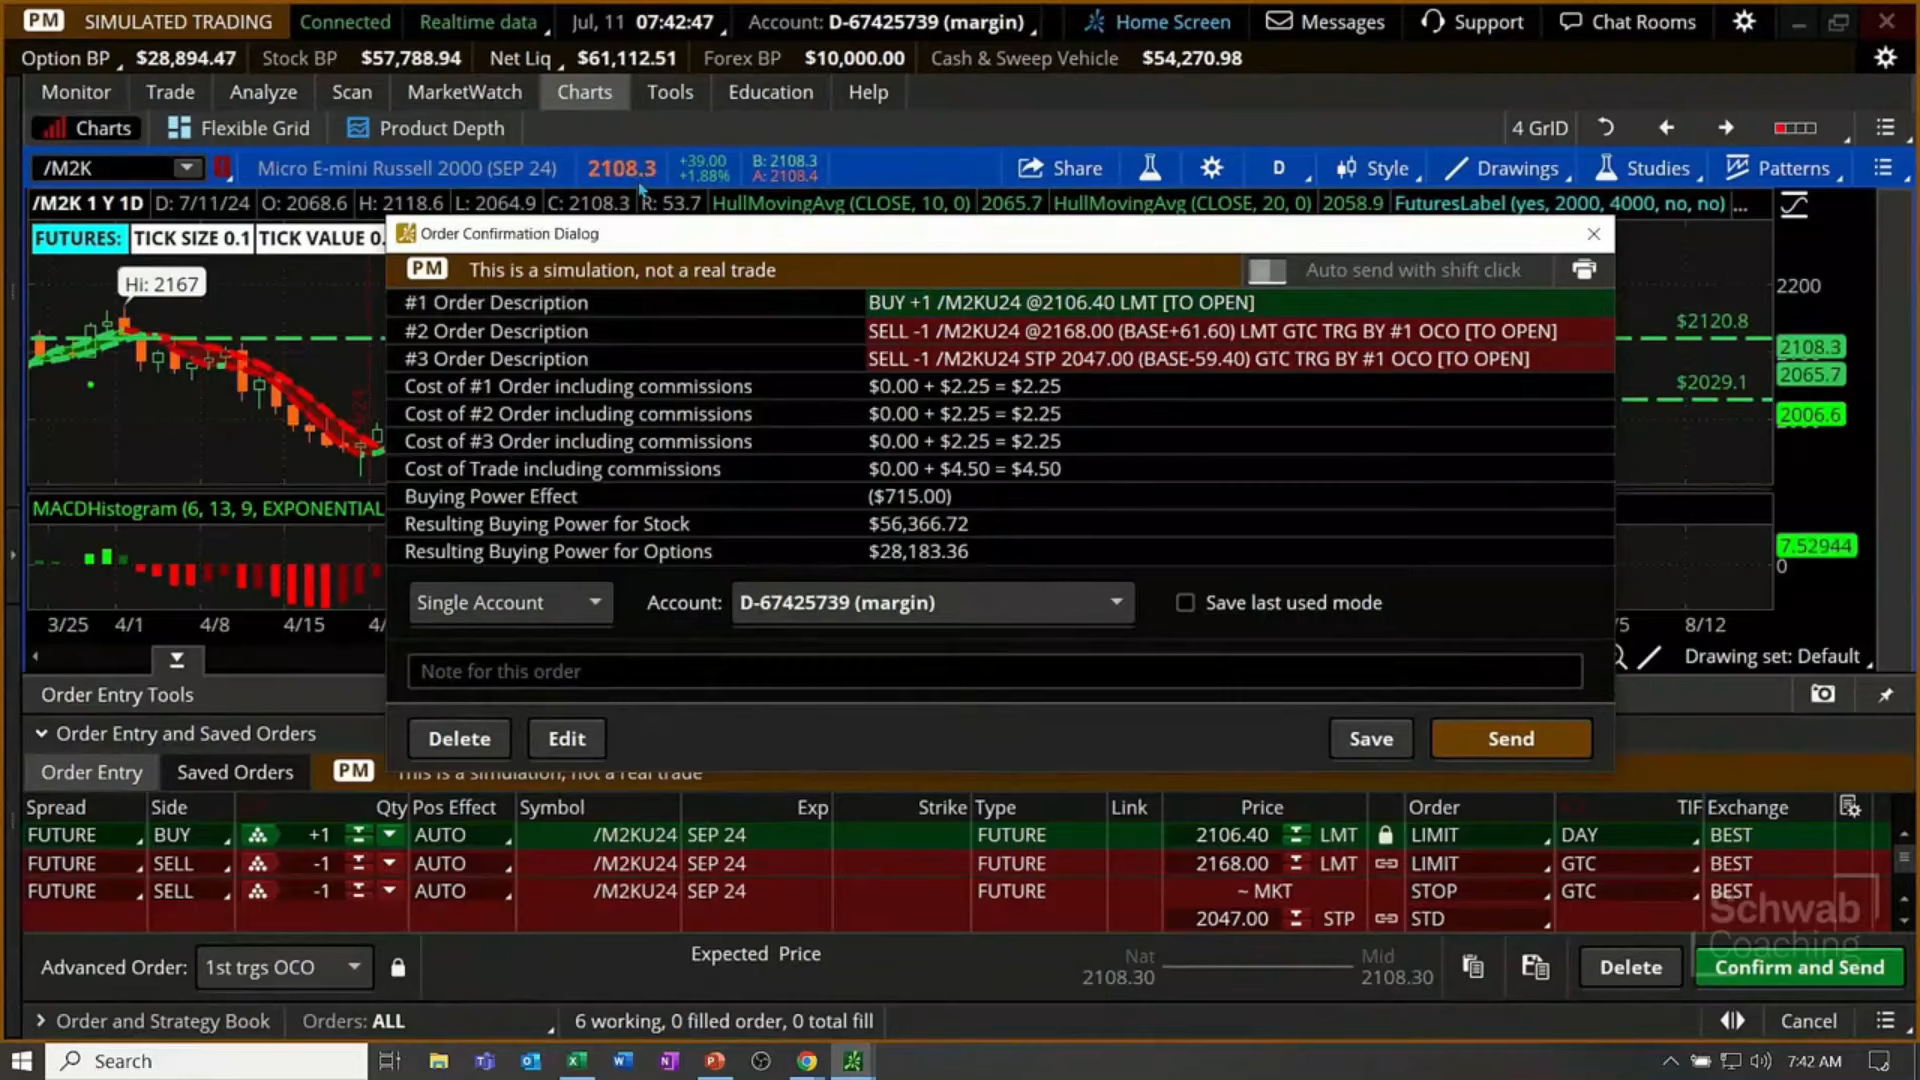 PM SIMULATED TRADING Connected Realtime data Jul, 11 07:42:47 Account: D-67425739 (margin) Home Screen Messages Support Chat Rooms
Option BP $28,894.47 Stock BP $57,788.94 Net Liq $61,112.51 Forex BP $10,000.00 Cash & Sweep Vehicle $54,270.98
Monitor Trade Analyze Scan MarketWatch Charts Tools Education Help
Charts Flexible Grid Product Depth 4 GrID
/M2K Micro E-mini Russell 2000 (SEP 24) 2108.3 +39.00 +1.88% B: 2108.3 A: 2108.4 Share D Style Drawings Studies Patterns
/M2K 1 Y 1D D: 7/11/24 O: 2068.6 H: 2118.6 L: 2064.9 C: 2108.3 R: 53.7 HullMovingAvg (CLOSE, 10, 0) 2065.7 HullMovingAvg (CLOSE, 20, 0) 2058.9 FuturesLabel (yes, 2000, 4000, no, no) ...
FUTURES: TICK SIZE 0.1 TICK VALUE 0.
Order Confirmation Dialog
PM This is a simulation, not a real trade Auto send with shift click
Hi: 2167
2200
$2120.8
2108.3
2065.7
$2029.1
2006.6
#1 Order Description BUY +1 /M2KU24 @2106.40 LMT [TO OPEN]
#2 Order Description SELL -1 /M2KU24 @2168.00 (BASE+61.60) LMT GTC TRG BY #1 OCO [TO OPEN]
#3 Order Description SELL -1 /M2KU24 STP 2047.00 (BASE-59.40) GTC TRG BY #1 OCO [TO OPEN]
Cost of #1 Order including commissions $0.00 + $2.25 = $2.25
Cost of #2 Order including commissions $0.00 + $2.25 = $2.25
Cost of #3 Order including commissions $0.00 + $2.25 = $2.25
Cost of Trade including commissions $0.00 + $4.50 = $4.50
Buying Power Effect ($715.00)
Resulting Buying Power for Stock $56,366.72
Resulting Buying Power for Options $28,183.36
MACDHistogram (6, 13, 9, EXPONENTIAL
7.52944
0
Single Account Account: D-67425739 (margin) Save last used mode
3/25 4/1 4/8 4/15 4/ /5 8/12
Note for this order
Drawing set: Default
Order Entry Tools
Delete Edit Save Send
Order Entry and Saved Orders
Order Entry Saved Orders PM This is a simulation, not a real trade
Spread Side Qty Pos Effect Symbol Exp Strike Type Link Price Order TIF Exchange
FUTURE BUY +1 AUTO /M2KU24 SEP 24 FUTURE 2106.40 LMT LIMIT DAY BEST
FUTURE SELL -1 AUTO /M2KU24 SEP 24 FUTURE 2168.00 LMT LIMIT GTC BEST
FUTURE SELL -1 AUTO /M2KU24 SEP 24 FUTURE ~ MKT STOP GTC BEST
2047.00 STP STD
Schwab
Coaching
Advanced Order: 1st trgs OCO Expected Price Nat 2108.30 Mid 2108.30 Delete Confirm and Send
Order and Strategy Book Orders: ALL 6 working, 0 filled order, 0 total fill Cancel
Search 7:42 AM